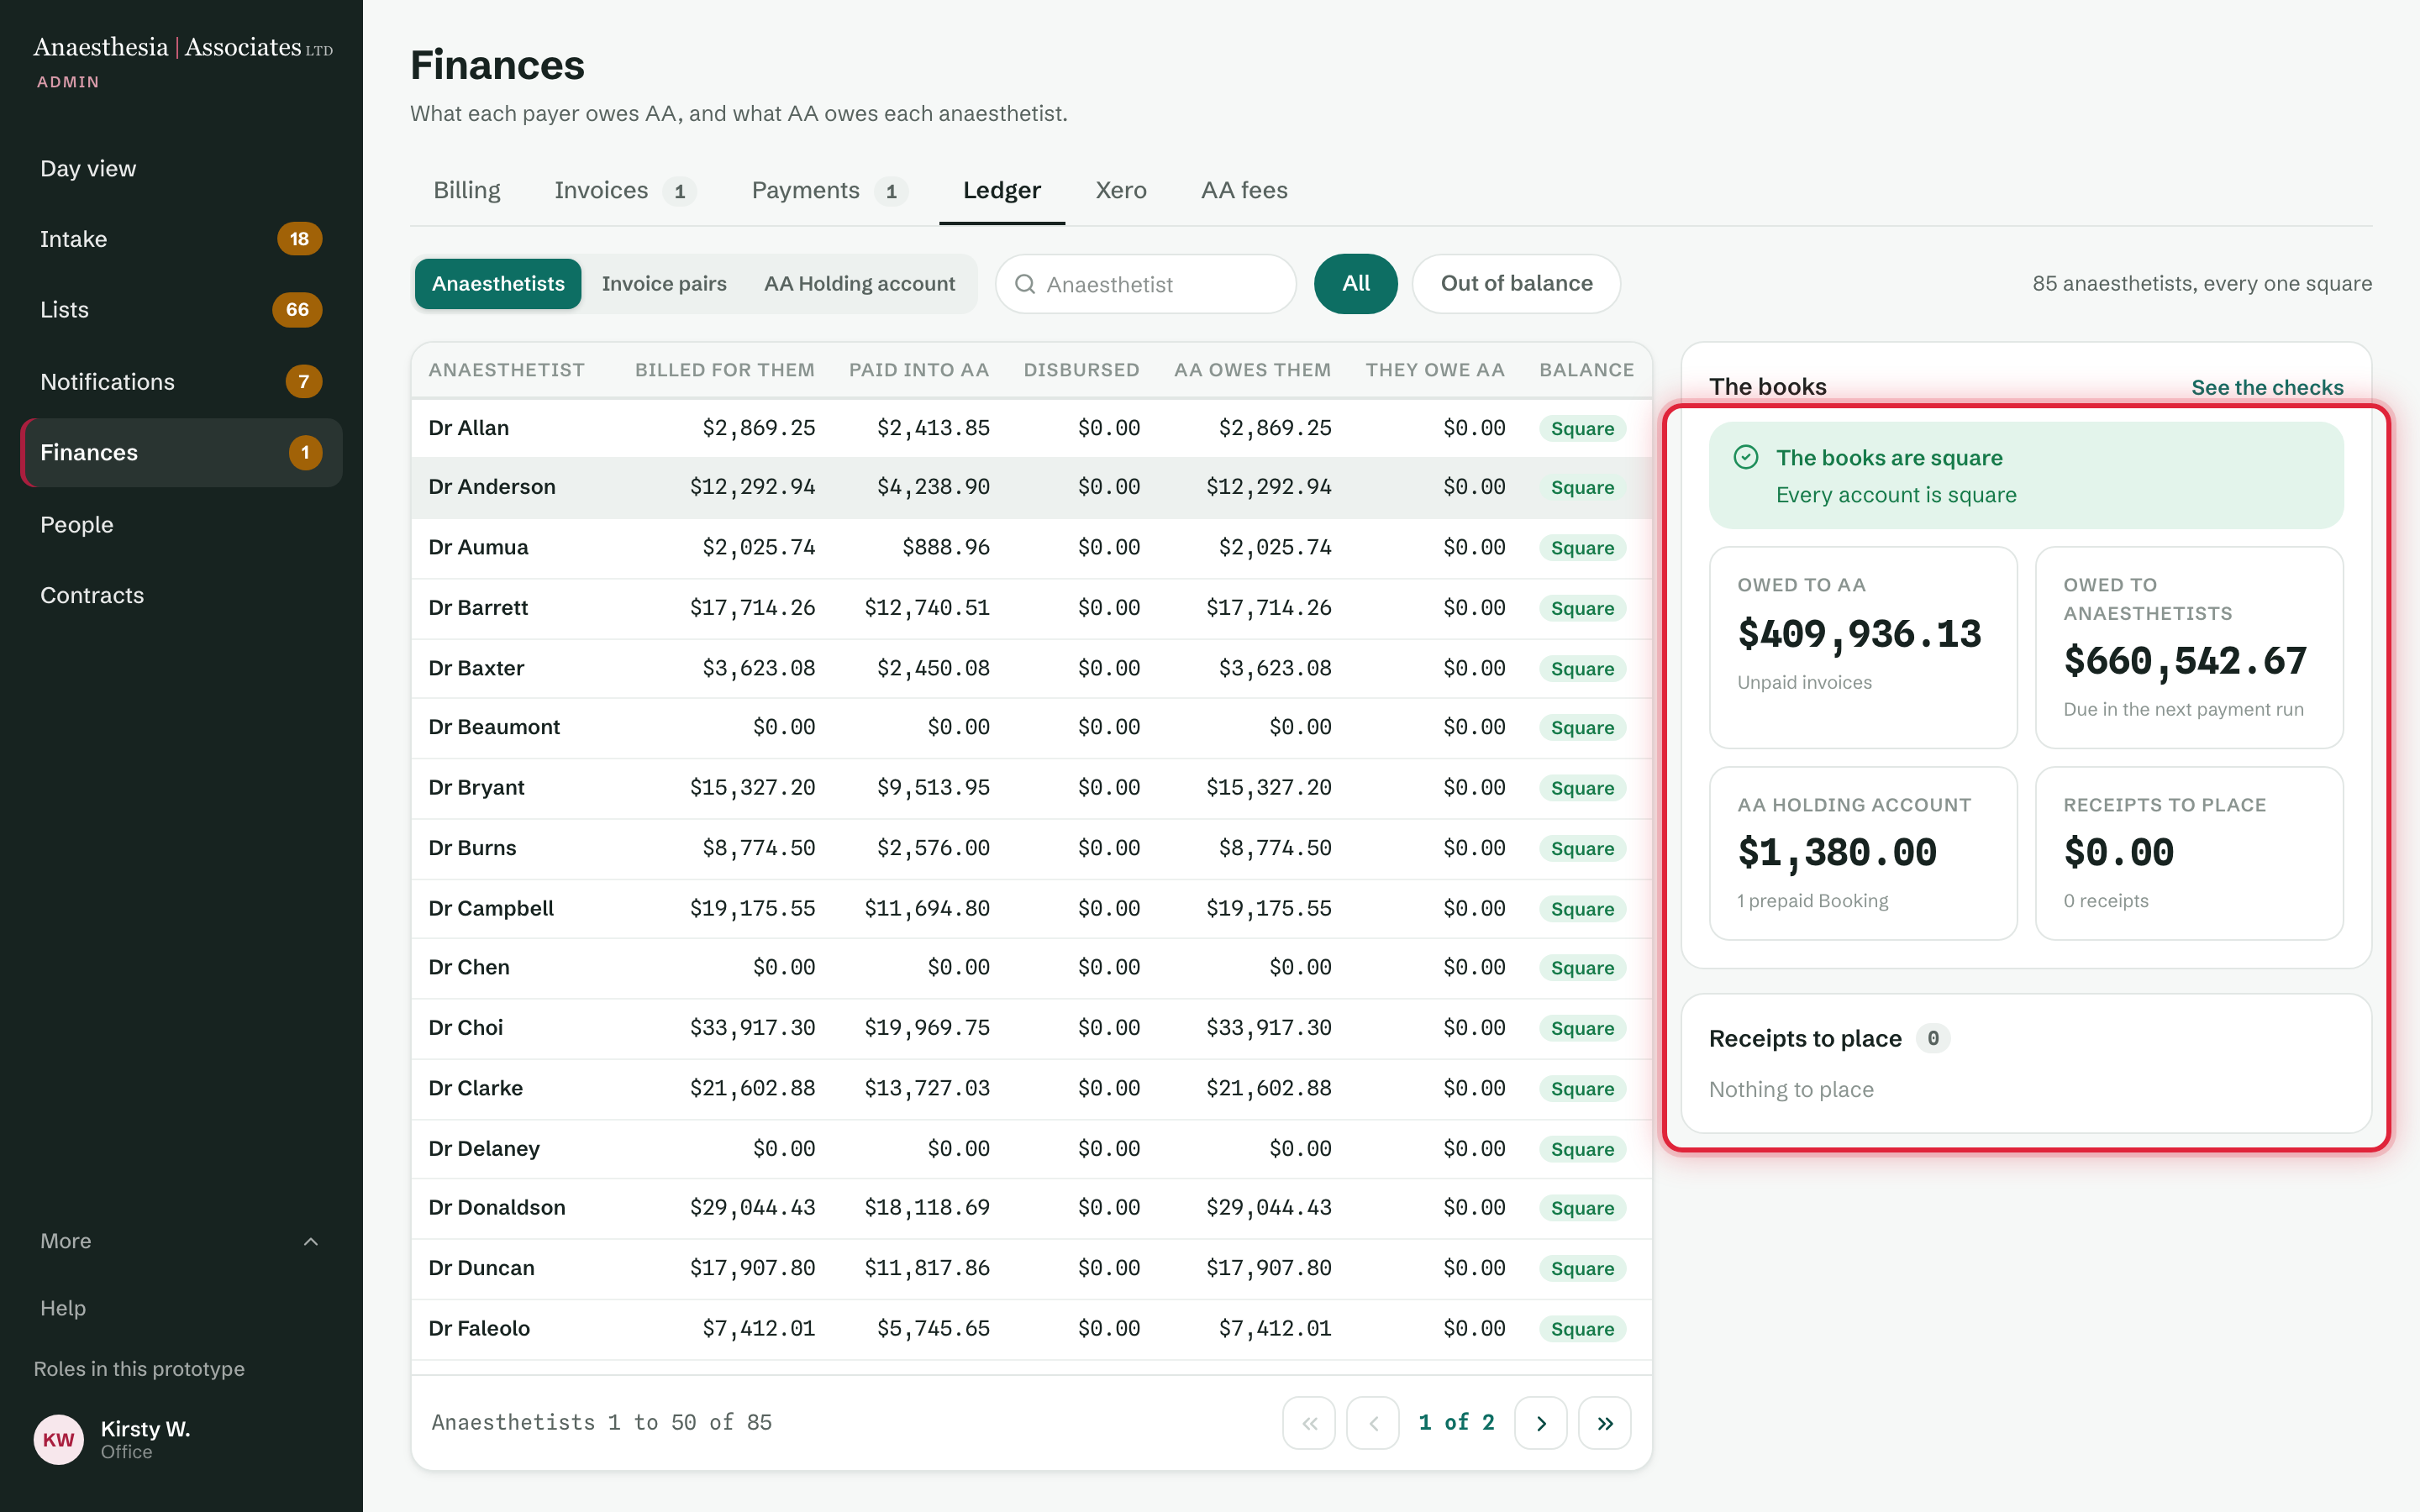 Anaesthesia | Associates LTD
ADMIN
Day view
Intake 18
Lists 66
Notifications 7
Finances 1
People
Contracts
More
Help
Roles in this prototype
KW
Kirsty W.
Office
Finances
What each payer owes AA, and what AA owes each anaesthetist.
Billing Invoices 1 Payments 1 Ledger Xero AA fees
Anaesthetists Invoice pairs AA Holding account Anaesthetist All Out of balance 85 anaesthetists, every one square
ANAESTHETIST BILLED FOR THEM PAID INTO AA DISBURSED AA OWES THEM THEY OWE AA BALANCE
Dr Allan $2,869.25 $2,413.85 $0.00 $2,869.25 $0.00 Square
Dr Anderson $12,292.94 $4,238.90 $0.00 $12,292.94 $0.00 Square
Dr Aumua $2,025.74 $888.96 $0.00 $2,025.74 $0.00 Square
Dr Barrett $17,714.26 $12,740.51 $0.00 $17,714.26 $0.00 Square
Dr Baxter $3,623.08 $2,450.08 $0.00 $3,623.08 $0.00 Square
Dr Beaumont $0.00 $0.00 $0.00 $0.00 $0.00 Square
Dr Bryant $15,327.20 $9,513.95 $0.00 $15,327.20 $0.00 Square
Dr Burns $8,774.50 $2,576.00 $0.00 $8,774.50 $0.00 Square
Dr Campbell $19,175.55 $11,694.80 $0.00 $19,175.55 $0.00 Square
Dr Chen $0.00 $0.00 $0.00 $0.00 $0.00 Square
Dr Choi $33,917.30 $19,969.75 $0.00 $33,917.30 $0.00 Square
Dr Clarke $21,602.88 $13,727.03 $0.00 $21,602.88 $0.00 Square
Dr Delaney $0.00 $0.00 $0.00 $0.00 $0.00 Square
Dr Donaldson $29,044.43 $18,118.69 $0.00 $29,044.43 $0.00 Square
Dr Duncan $17,907.80 $11,817.86 $0.00 $17,907.80 $0.00 Square
Dr Faleolo $7,412.01 $5,745.65 $0.00 $7,412.01 $0.00 Square
Anaesthetists 1 to 50 of 85 « ‹ 1 of 2 › »
The books See the checks
The books are square
Every account is square
OWED TO AA
$409,936.13
Unpaid invoices
OWED TO
ANAESTHETISTS
$660,542.67
Due in the next payment run
AA HOLDING ACCOUNT
$1,380.00
1 prepaid Booking
RECEIPTS TO PLACE
$0.00
0 receipts
Receipts to place 0
Nothing to place